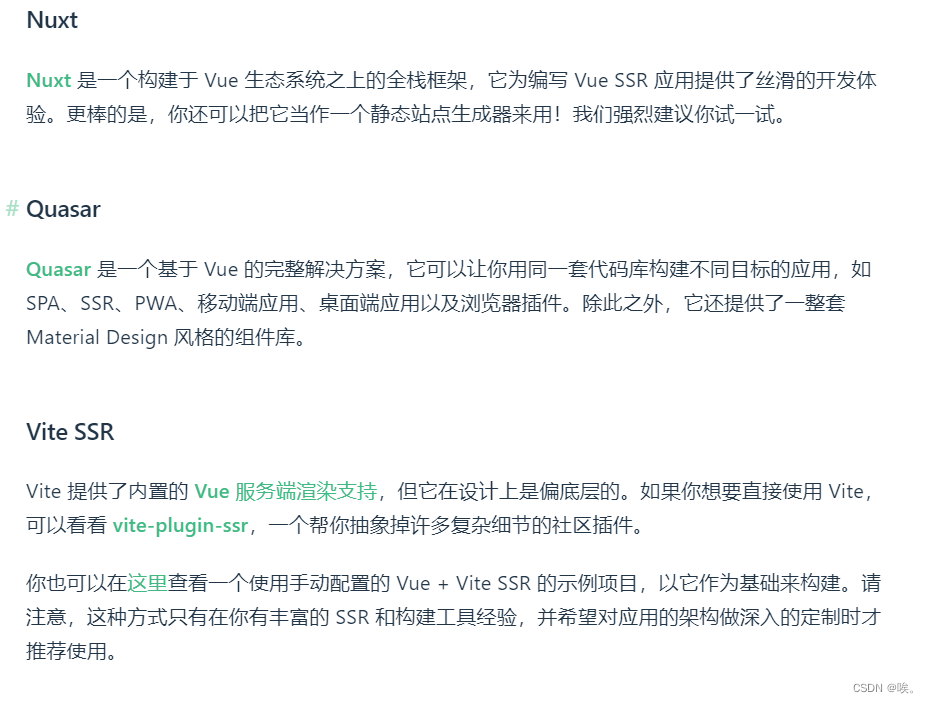 Nuxt
Nuxt 是一个构建于 Vue 生态系统之上的全栈框架，它为编写 Vue SSR 应用提供了丝滑的开发体
验。更棒的是，你还可以把它当作一个静态站点生成器来用！我们强烈建议你试一试。
# Quasar
Quasar 是一个基于 Vue 的完整解决方案，它可以让你用同一套代码库构建不同目标的应用，如
SPA、SSR、PWA、移动端应用、桌面端应用以及浏览器插件。除此之外，它还提供了一整套
Material Design 风格的组件库。
Vite SSR
Vite 提供了内置的 Vue 服务端渲染支持，但它在设计上是偏底层的。如果你想要直接使用 Vite，
可以看看 vite-plugin-ssr，一个帮你抽象掉许多复杂细节的社区插件。
你也可以在这里查看一个使用手动配置的 Vue + Vite SSR 的示例项目，以它作为基础来构建。请
注意，这种方式只有在你有丰富的 SSR 和构建工具经验，并希望对应用的架构做深入的定制时才
推荐使用。
CSDN @唉。